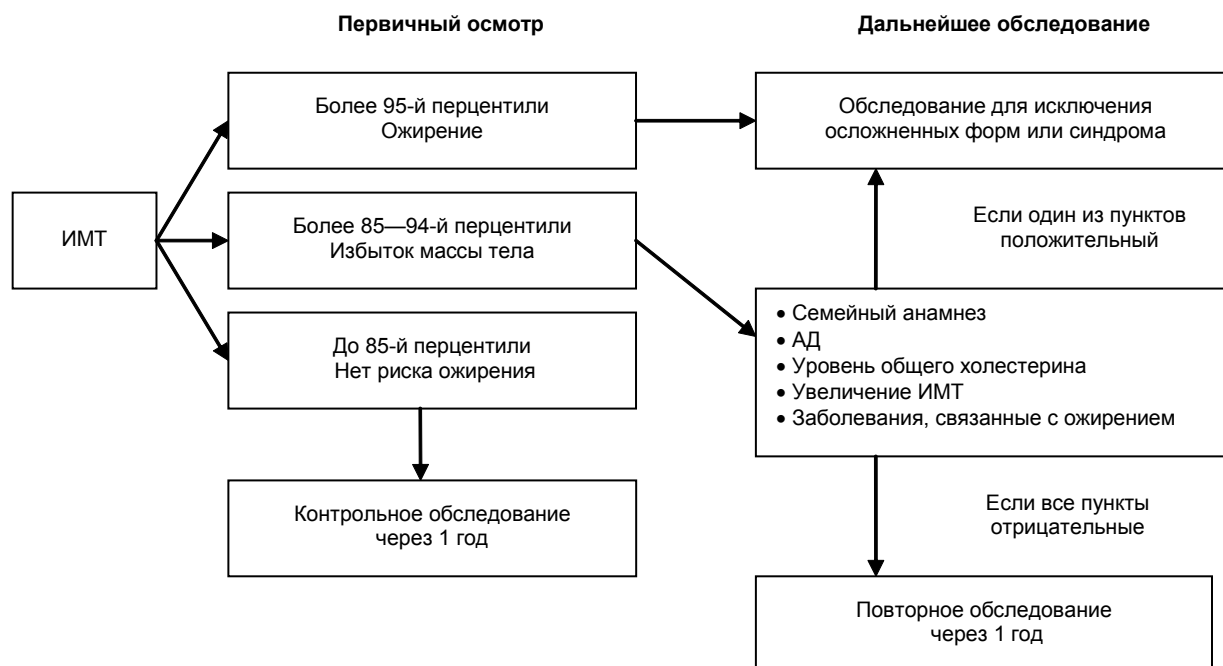 Первичный осмотр
Дальнейшее обследование
Более 95-й перцентили
Ожирение
Обследование для исключения
осложненных форм или синдрома
ИМТ
Более 85—94-й перцентили
Избыток массы тела
Если один из пунктов
положительный
До 85-й перцентили
Нет риска ожирения
• Семейный анамнез
• АД
• Уровень общего холестерина
• Увеличение ИМТ
• Заболевания, связанные с ожирением
Контрольное обследование
через 1 год
Если все пункты
отрицательные
Повторное обследование
через 1 год